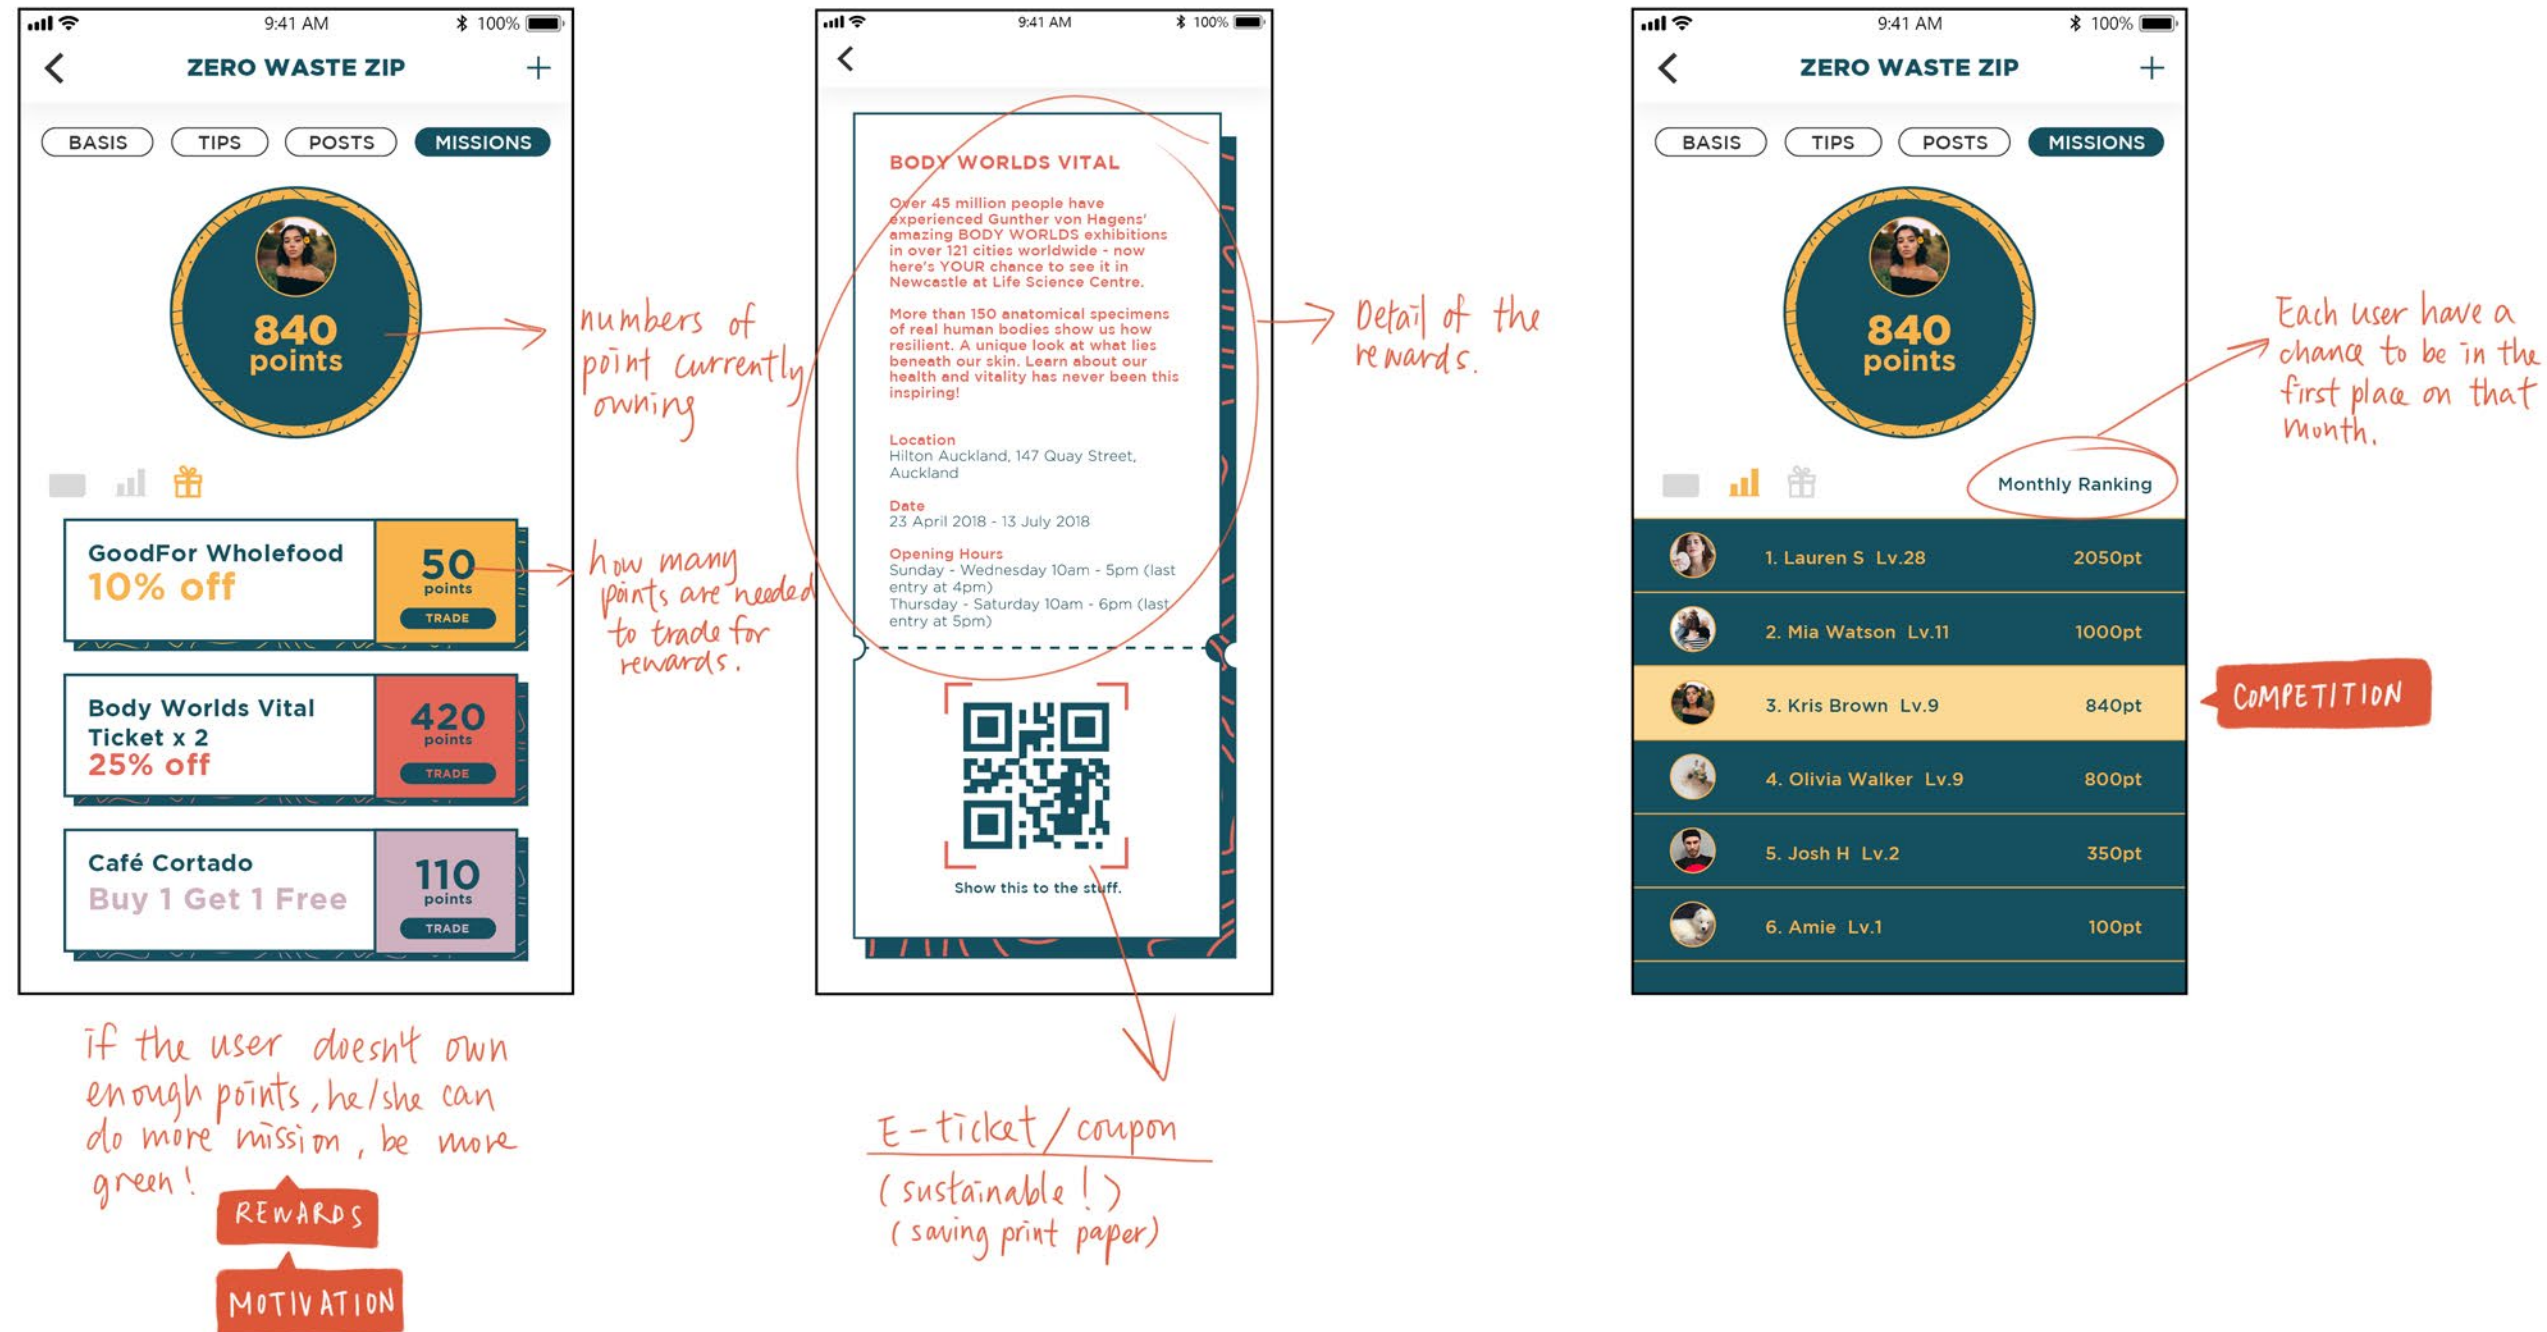 9:41 AM
100%
ZERO WASTE ZIP
+
BASIS
TIPS
POSTS
MISSIONS
840
points
GoodFor Wholefood
10% off
50
points
TRADE
Body Worlds Vital
Ticket x 2
25% off
420
points
TRADE
Café Cortado
Buy 1 Get 1 Free
110
points
TRADE
numbers of
point currently
owning
how many
points are needed
to trade for
rewards.
if the user doesn't own
enough points, he/she can
do more mission, be more
green!
REWARDS
MOTIVATION
9:41 AM
100%
BODY WORLDS VITAL
Over 45 million people have
experienced Gunther von Hagens'
amazing BODY WORLDS exhibitions
in over 121 cities worldwide - now
here's YOUR chance to see it in
Newcastle at Life Science Centre.
More than 150 anatomical specimens
of real human bodies show us how
resilient. A unique look at what lies
beneath our skin. Learn about our
health and vitality has never been this
inspiring!
Location
Hilton Auckland, 147 Quay Street,
Auckland
Date
23 April 2018 - 13 July 2018
Opening Hours
Sunday - Wednesday 10am - 5pm (last
entry at 4pm)
Thursday - Saturday 10am - 6pm (last
entry at 5pm)
Show this to the stuff.
Detail of the
rewards.
E-ticket/coupon
(sustainable!)
(saving print paper)
9:41 AM
100%
ZERO WASTE ZIP
+
BASIS
TIPS
POSTS
MISSIONS
840
points
Monthly Ranking
1. Lauren S Lv.28 2050pt
2. Mia Watson Lv.11 1000pt
3. Kris Brown Lv.9 840pt
4. Olivia Walker Lv.9 800pt
5. Josh H Lv.2 350pt
6. Amie Lv.1 100pt
Each user have a
chance to be in the
first place on that
month.
COMPETITION